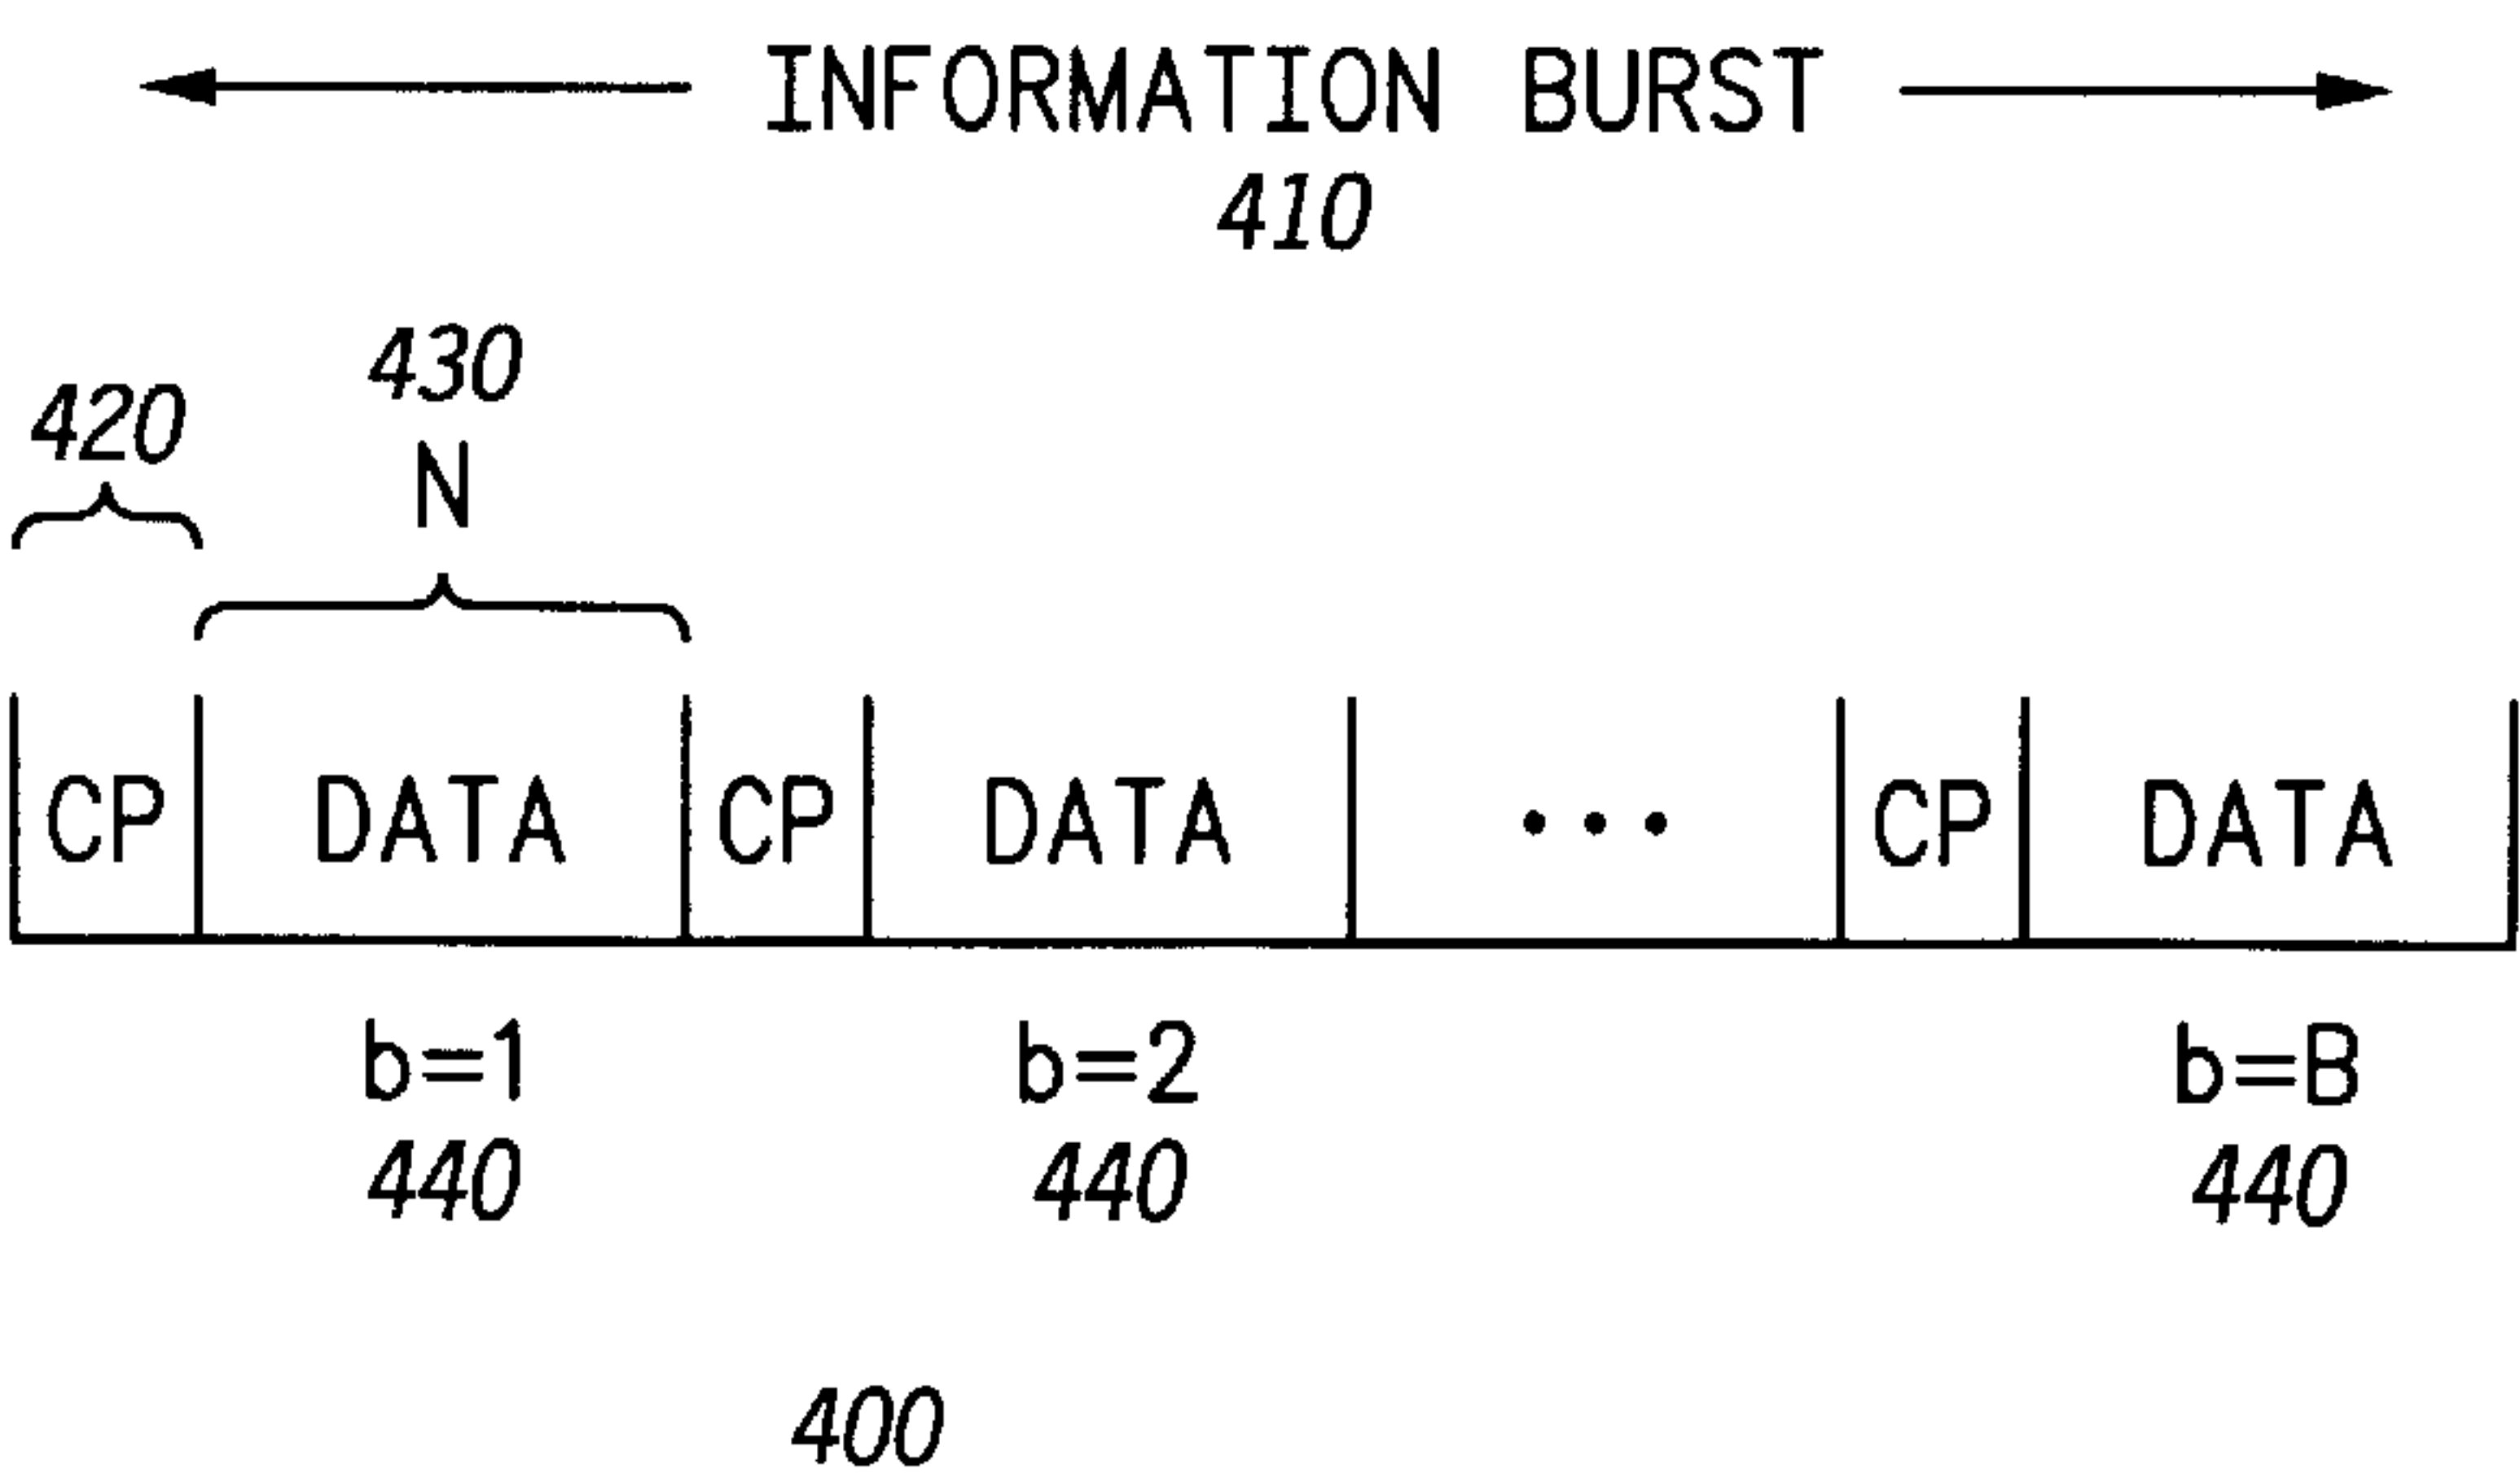 INFORMATION BURST
410
430
420
N
CP DATA CP DATA ... CP DATA
b=1 b=2 b=B
440 440 440
400